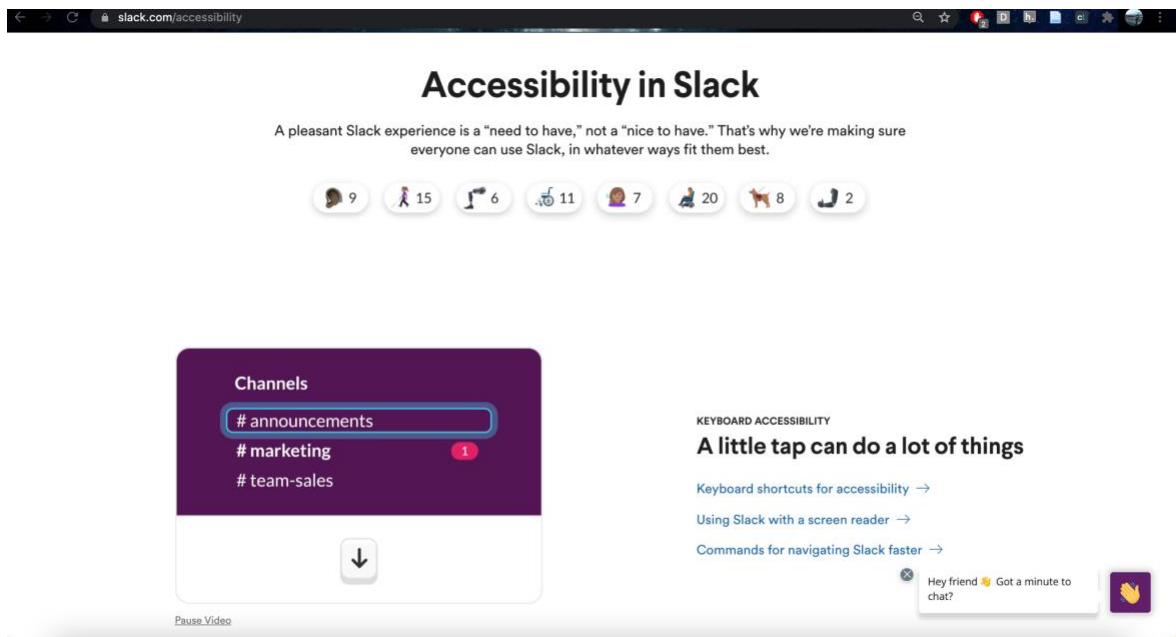 slack.com/accessibility
2
D
h.
cl
Accessibility in Slack
A pleasant Slack experience is a “need to have,” not a “nice to have.” That’s why we’re making sure
everyone can use Slack, in whatever ways fit them best.
9 15 6 11 7 20 8 2
Channels
# announcements
# marketing 1
# team-sales
Pause Video
KEYBOARD ACCESSIBILITY
A little tap can do a lot of things
Keyboard shortcuts for accessibility →
Using Slack with a screen reader →
Commands for navigating Slack faster →
Hey friend 👋 Got a minute to
chat?